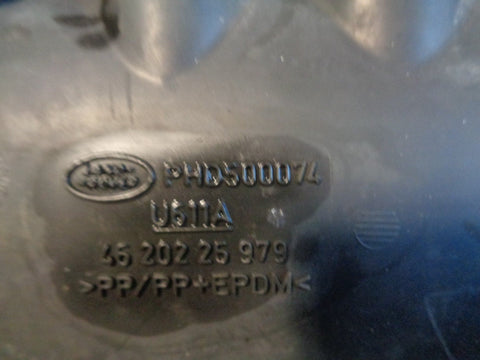 LAND-
ROVER
PHD500074
U611A
46 202 25 979
>PP/PP+EPDM<